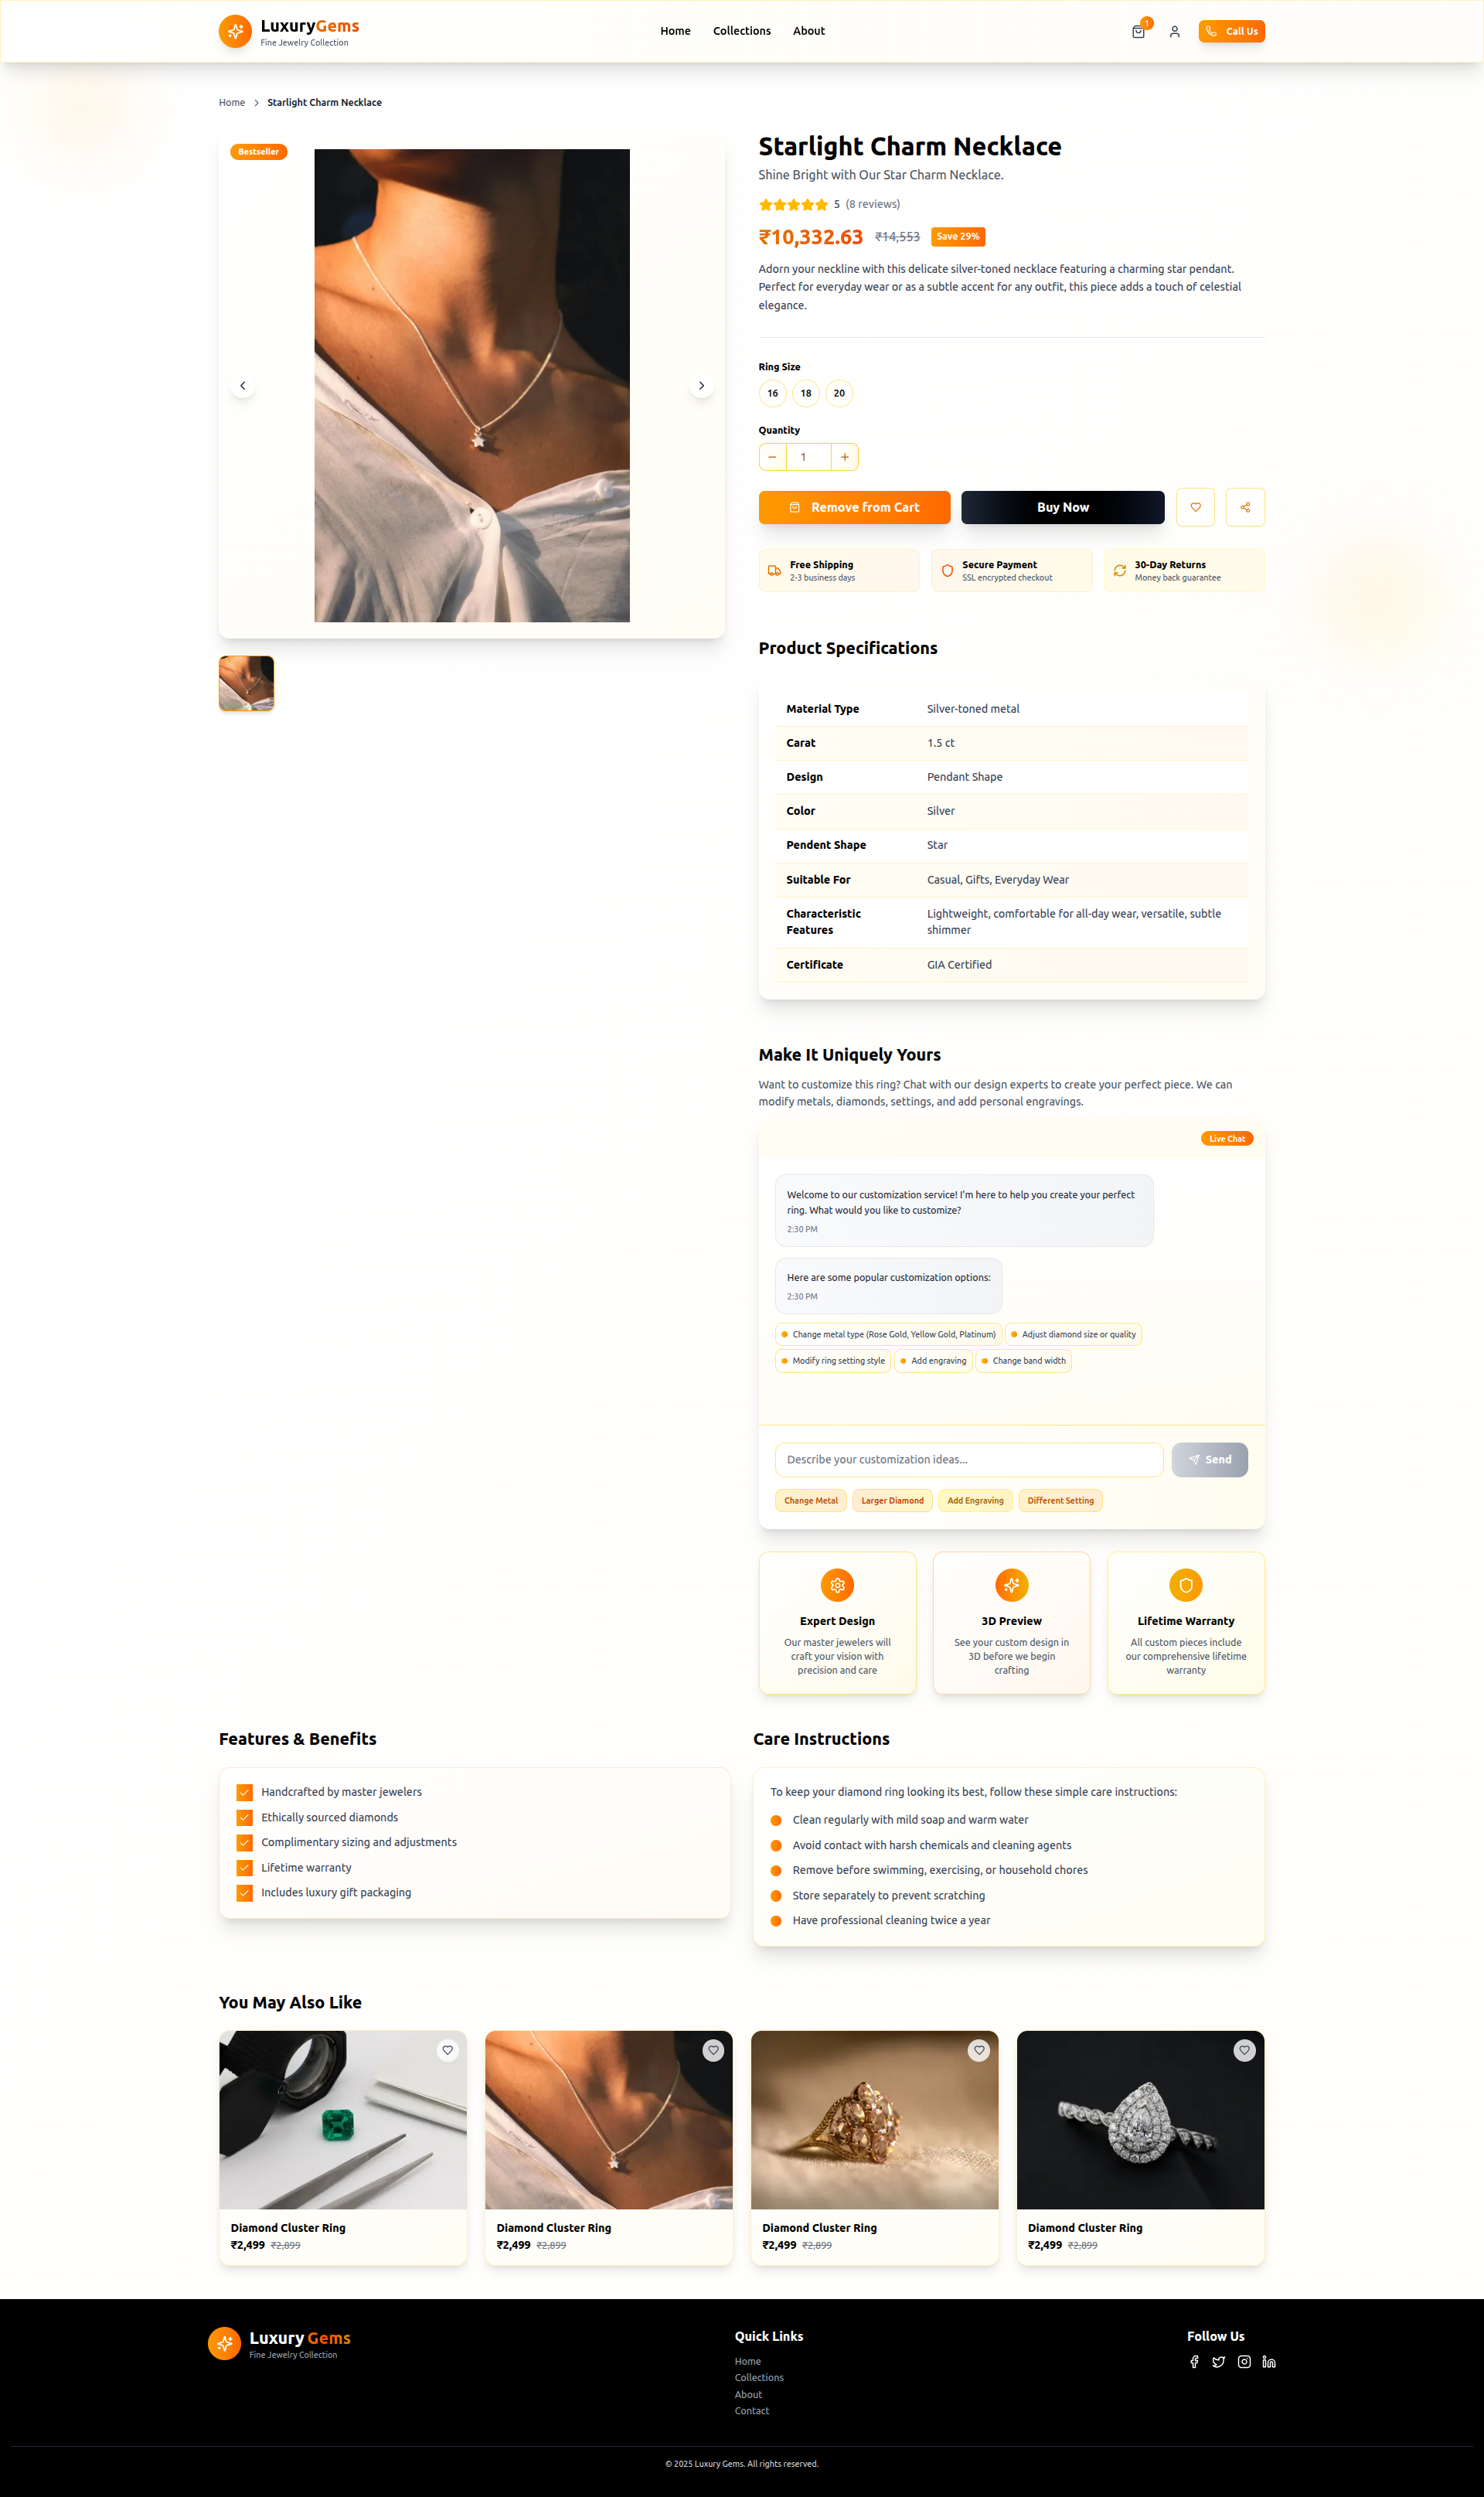 LuxuryGems
Fine Jewelry Collection
Home
Collections
About
1
Call Us
Home
Starlight Charm Necklace
Bestseller
Starlight Charm Necklace
Shine Bright with Our Star Charm Necklace.
5 (8 reviews)
₹10,332.63 ₹14,553 Save 29%
Adorn your neckline with this delicate silver-toned necklace featuring a charming star pendant.
Perfect for everyday wear or as a subtle accent for any outfit, this piece adds a touch of celestial
elegance.
Ring Size
16 18 20
Quantity
1
Remove from Cart
Buy Now
Free Shipping
2-3 business days
Secure Payment
SSL encrypted checkout
30-Day Returns
Money back guarantee
Product Specifications
Material Type Silver-toned metal
Carat 1.5 ct
Design Pendant Shape
Color Silver
Pendent Shape Star
Suitable For Casual, Gifts, Everyday Wear
Characteristic Features Lightweight, comfortable for all-day wear, versatile, subtle
shimmer
Certificate GIA Certified
Make It Uniquely Yours
Want to customize this ring? Chat with our design experts to create your perfect piece. We can
modify metals, diamonds, settings, and add personal engravings.
Live Chat
Welcome to our customization service! I'm here to help you create your perfect
ring. What would you like to customize?
2:30 PM
Here are some popular customization options:
2:30 PM
Change metal type (Rose Gold, Yellow Gold, Platinum)
Adjust diamond size or quality
Modify ring setting style
Add engraving
Change band width
Describe your customization ideas...
Send
Change Metal
Larger Diamond
Add Engraving
Different Setting
Expert Design
Our master jewelers will
craft your vision with
precision and care
3D Preview
See your custom design in
3D before we begin
crafting
Lifetime Warranty
All custom pieces include
our comprehensive lifetime
warranty
Features & Benefits
Handcrafted by master jewelers
Ethically sourced diamonds
Complimentary sizing and adjustments
Lifetime warranty
Includes luxury gift packaging
Care Instructions
To keep your diamond ring looking its best, follow these simple care instructions:
Clean regularly with mild soap and warm water
Avoid contact with harsh chemicals and cleaning agents
Remove before swimming, exercising, or household chores
Store separately to prevent scratching
Have professional cleaning twice a year
You May Also Like
Diamond Cluster Ring
₹2,499 ₹2,899
Diamond Cluster Ring
₹2,499 ₹2,899
Diamond Cluster Ring
₹2,499 ₹2,899
Diamond Cluster Ring
₹2,499 ₹2,899
Luxury Gems
Fine Jewelry Collection
Quick Links
Home
Collections
About
Contact
Follow Us
© 2025 Luxury Gems. All rights reserved.